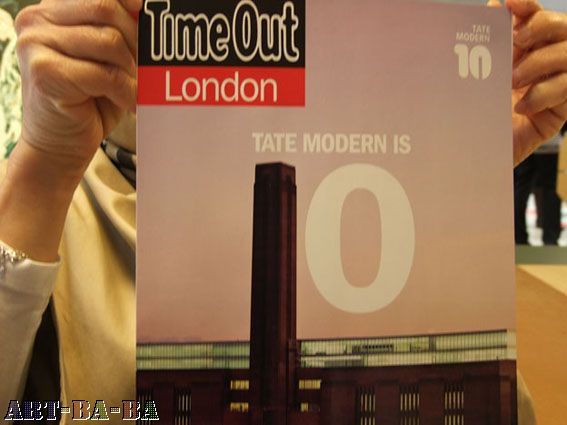 Time Out
London
TATE
MODERN
10
TATE MODERN IS
0
ART-BA-BA